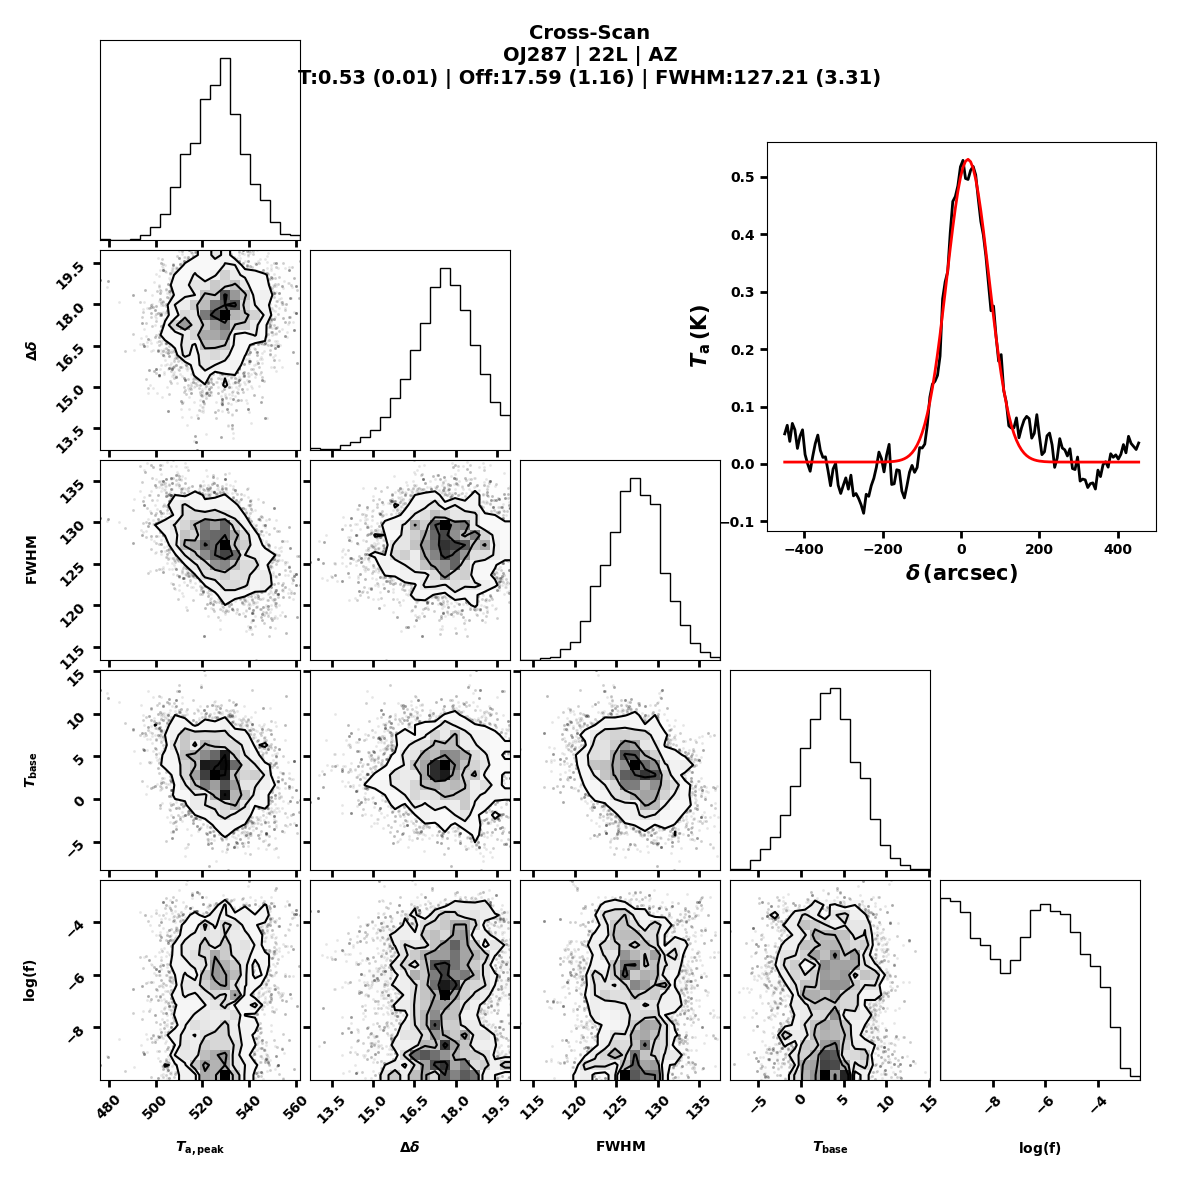 Cross-Scan
OJ287 | 22L | AZ
T:0.53 (0.01) | Off:17.59 (1.16) | FWHM:127.21 (3.31)
0.5
0.4
0.3
0.2
0.1
0.0
−0.1
Tₐ (K)
−400 −200 0 200 400
δ (arcsec)
19.5
18.0
16.5
15.0
13.5
Δδ
135
130
125
120
115
FWHM
15
10
5
0
−5
T_base
−4
−6
−8
log(f)
480 500 520 540 560
13.5 15.0 16.5 18.0 19.5
115 120 125 130 135
−5 0 5 10 15
−8 −6 −4
T_a,peak
Δδ
FWHM
T_base
log(f)